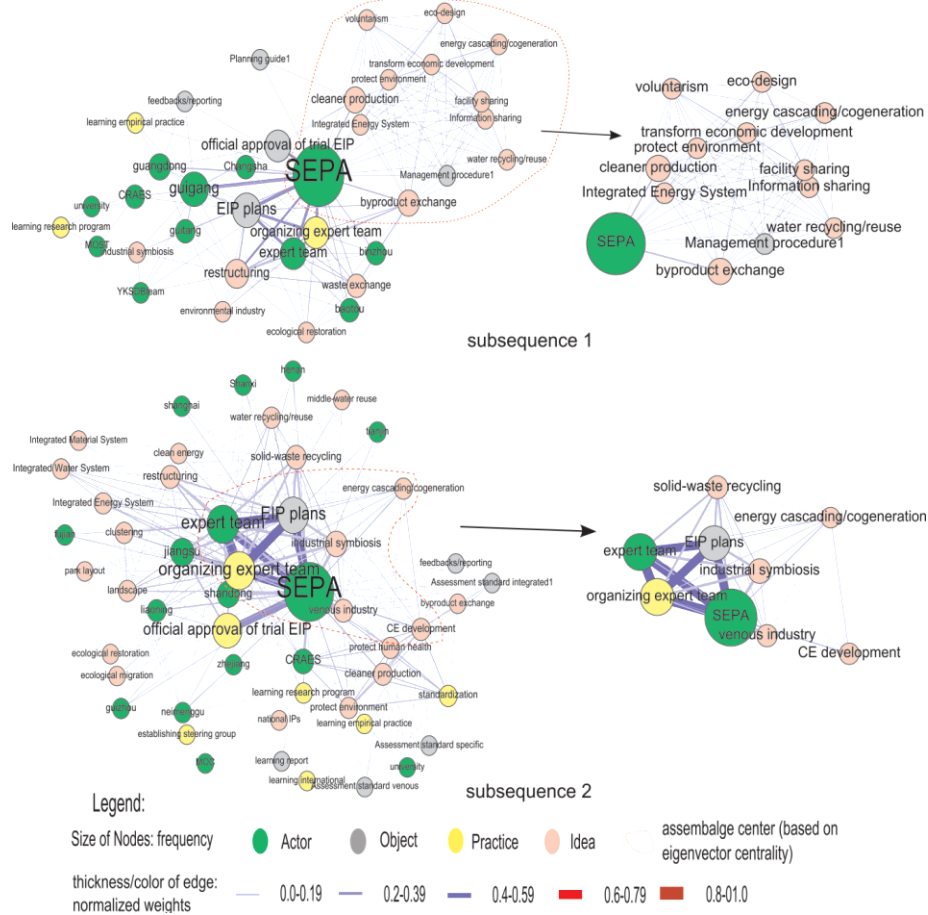 voluntarism
eco-design
energy cascading/cogeneration
transform economic development
protect environment
cleaner production
facility sharing
Information sharing
Integrated Energy System
water recycling/reuse
Management procedure1
byproduct exchange
Planning guide1
feedbacks/reporting
learning empirical practice
official approval of trial EIP
SEPA
guangdong
Changsha
CRAES
guigang
university
EIP plans
learning research program
MOST
guitang
organizing expert team
industrial symbiosis
expert team
binzhou
restructuring
waste exchange
YKSDBteam
environmental industry
baotou
ecological restoration
voluntarism
eco-design
energy cascading/cogeneration
transform economic development
protect environment
cleaner production
facility sharing
Information sharing
Integrated Energy System
water recycling/reuse
SEPA
Management procedure1
byproduct exchange
subsequence 1
henan
Shanxi
shanghai
middle-water reuse
water recycling/reuse
tianjin
Integrated Material System
clean energy
solid-waste recycling
Integrated Water System
restructuring
energy cascading/cogeneration
Integrated Energy System
EIP plans
expert team
fujian
clustering
industrial symbiosis
jiangsu
organizing expert team
feedbacks/reporting
park layout
SEPA
Assessment standard integrated1
landscape
shandong
byproduct exchange
liaoning
venous industry
official approval of trial EIP
CE development
protect human health
ecological restoration
zhejiang
CRAES
ecological migration
cleaner production
learning research program
standardization
guizhou
neimenggu
protect environment
national IPs
learning empirical practice
establishing steering group
Assessment standard specific
MOC
learning report
university
learning international
Assessment standard venous
solid-waste recycling
energy cascading/cogeneration
expert team
EIP plans
industrial symbiosis
organizing expert team
SEPA
venous industry
CE development
subsequence 2
Legend:
Size of Nodes: frequency
Actor
Object
Practice
Idea
assembalge center (based on
eigenvector centrality)
thickness/color of edge:
normalized weights
0.0-0.19
0.2-0.39
0.4-0.59
0.6-0.79
0.8-01.0